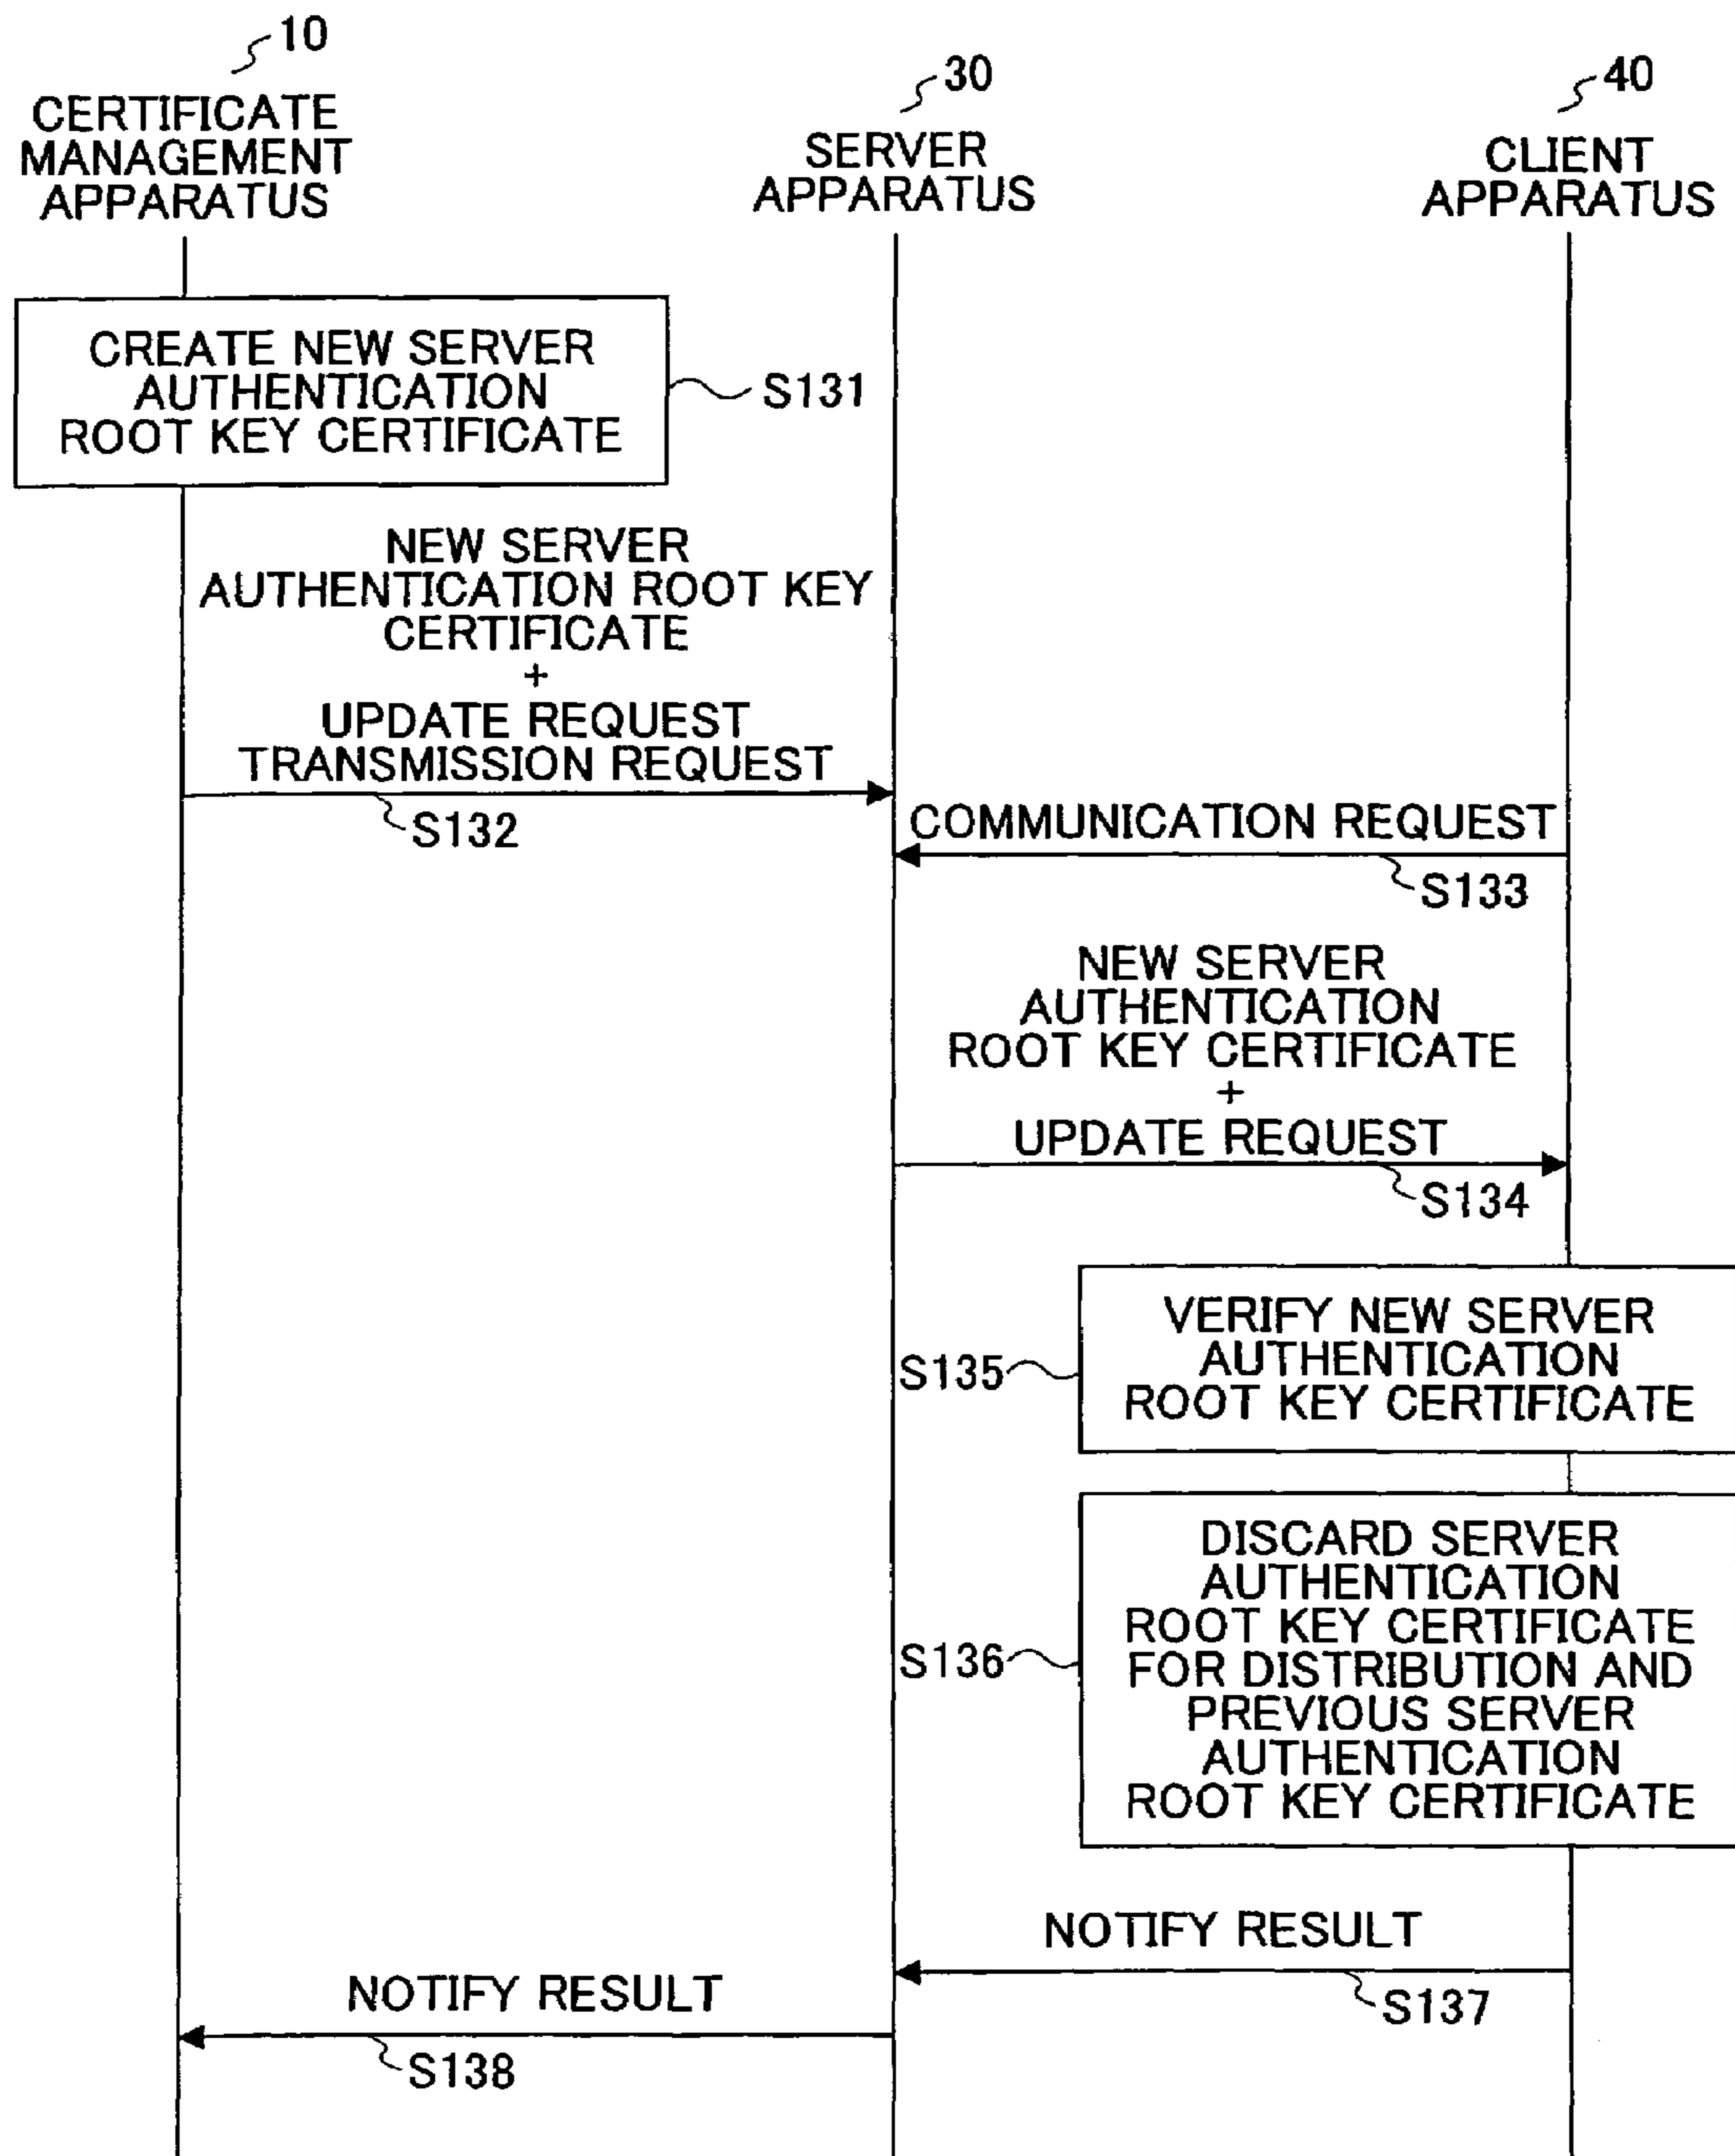 10
CERTIFICATE
MANAGEMENT
APPARATUS
30
SERVER
APPARATUS
40
CLIENT
APPARATUS
CREATE NEW SERVER
AUTHENTICATION
ROOT KEY CERTIFICATE
S131
NEW SERVER
AUTHENTICATION ROOT KEY
CERTIFICATE
+
UPDATE REQUEST
TRANSMISSION REQUEST
S132
COMMUNICATION REQUEST
S133
NEW SERVER
AUTHENTICATION
ROOT KEY CERTIFICATE
+
UPDATE REQUEST
S134
VERIFY NEW SERVER
AUTHENTICATION
ROOT KEY CERTIFICATE
S135
DISCARD SERVER
AUTHENTICATION
ROOT KEY CERTIFICATE
FOR DISTRIBUTION AND
PREVIOUS SERVER
AUTHENTICATION
ROOT KEY CERTIFICATE
S136
NOTIFY RESULT
S137
NOTIFY RESULT
S138